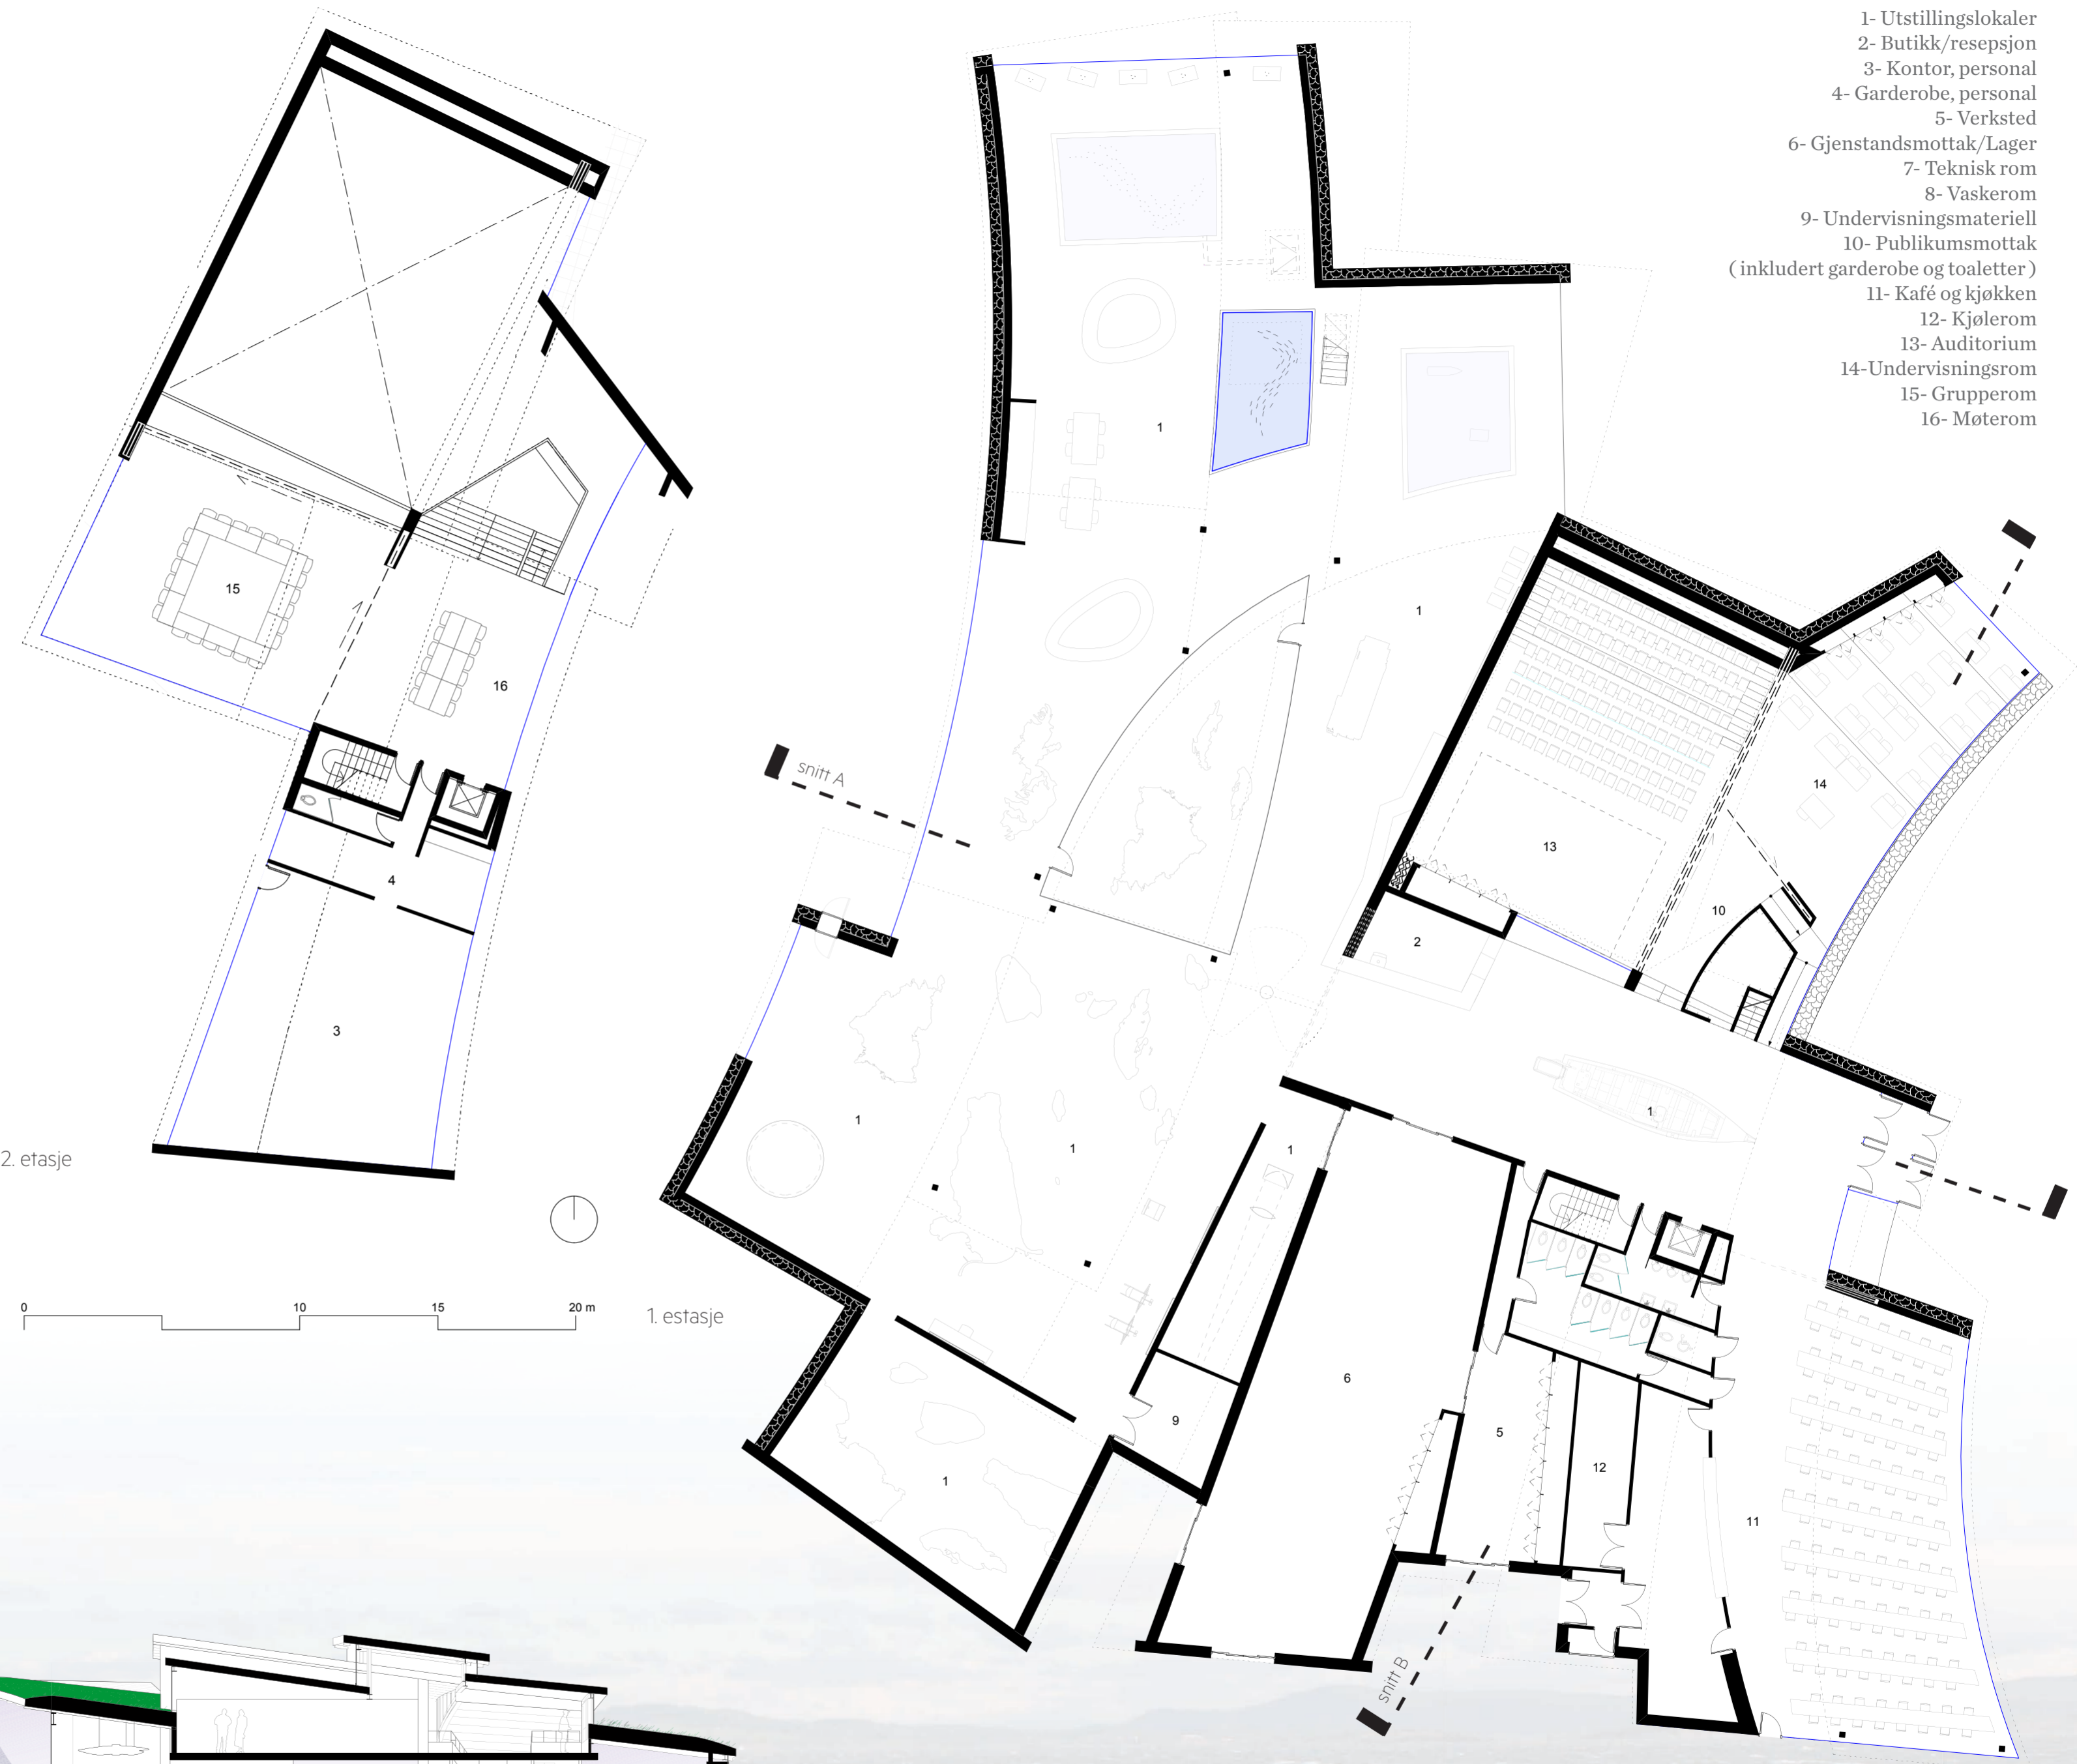 1- Utstillingslokaler
2- Butikk/resepsjon
3- Kontor, personal
4- Garderobe, personal
5- Verksted
6- Gjenstandsmottak/Lager
7- Teknisk rom
8- Vaskerom
9- Undervisningsmateriell
10- Publikumsmottak
( inkludert garderobe og toaletter )
11- Kafé og kjøkken
12- Kjølerom
13- Auditorium
14-Undervisningsrom
15- Grupperom
16- Møterom
15
16
4
3
2. etasje
0
10
15
20 m
1. estasje
1
1
snitt A
14
13
10
2
1
1
1
1
6
9
5
12
1
11
snitt B